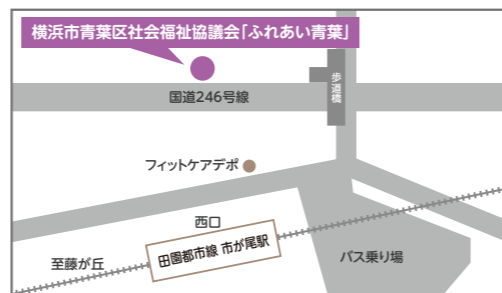 横浜市青葉区社会福祉協議会「ふれあい青葉」
国道246号線
歩道橋
フィットケアデポ
西口
田園都市線 市が尾駅
至藤が丘
バス乗り場